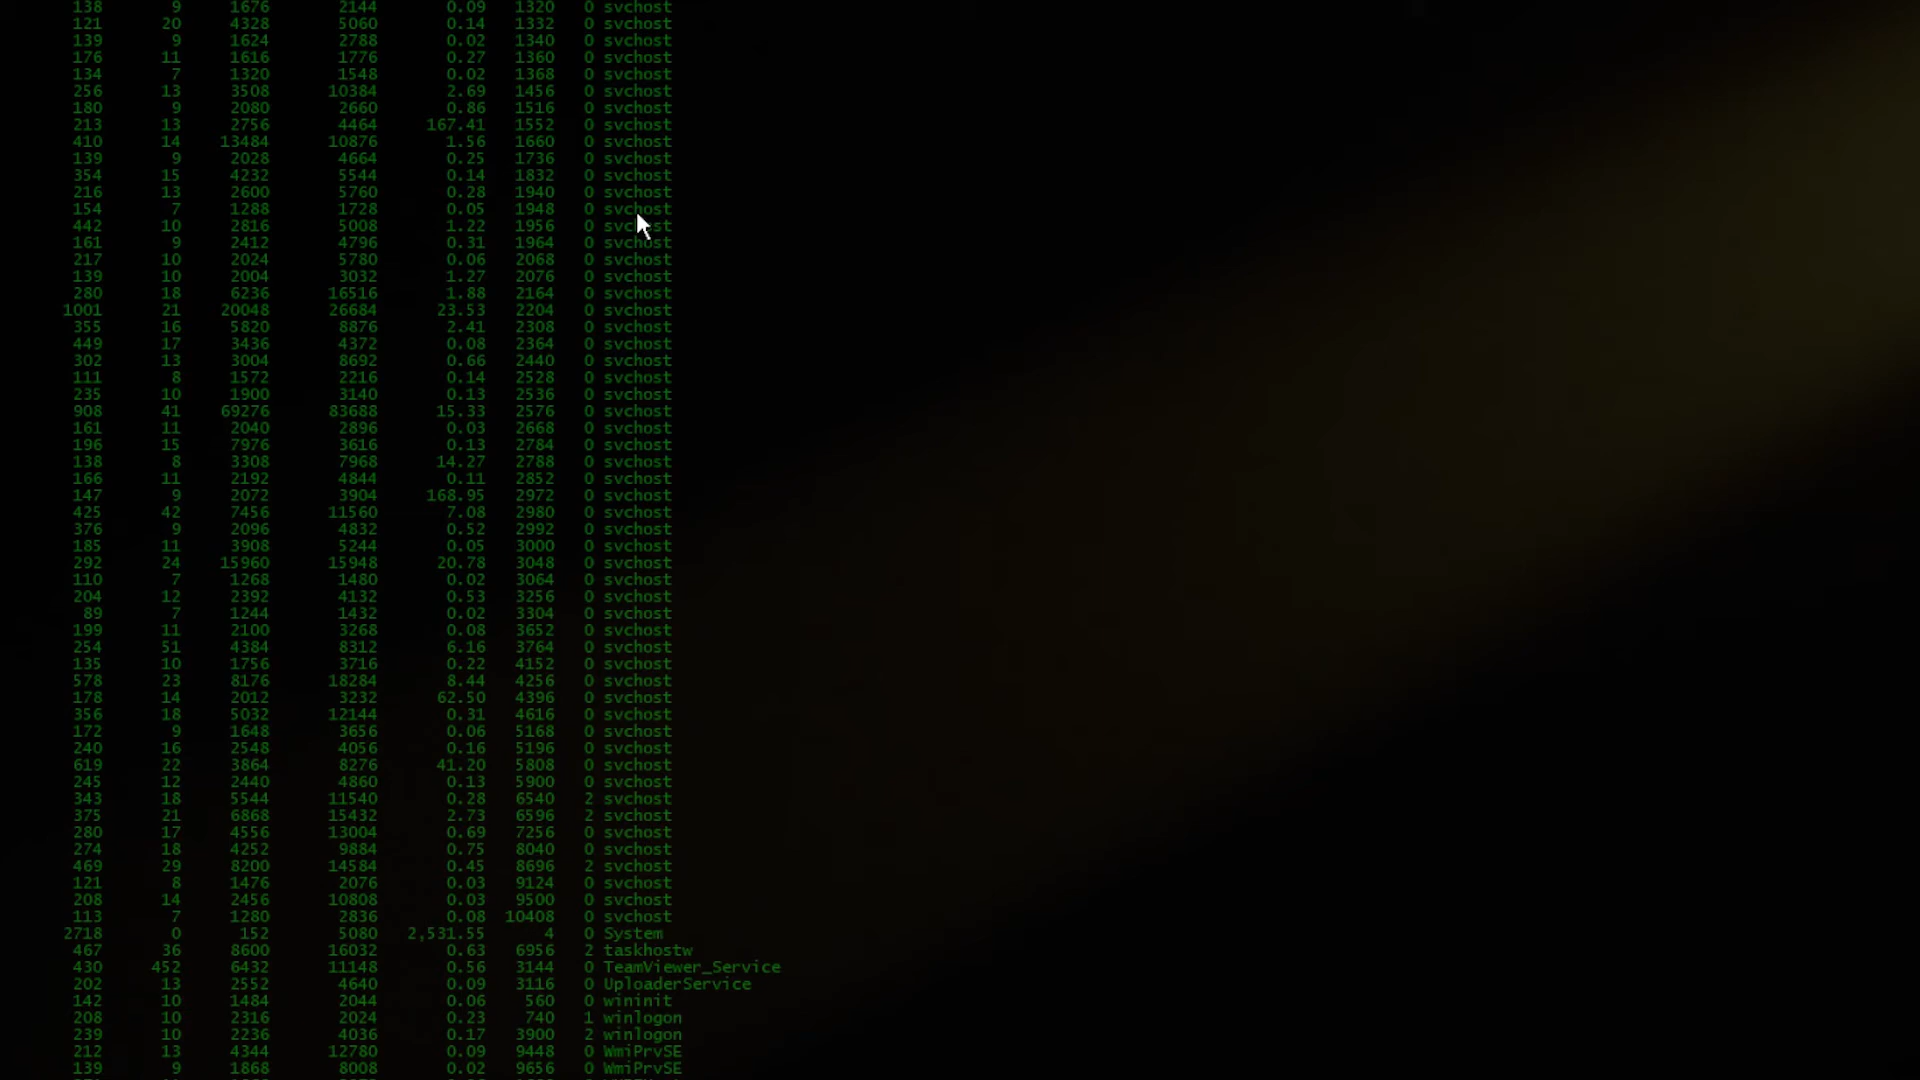 138 9 1676 2144 0.09 1320 0 svchost
121 20 4328 5060 0.14 1332 0 svchost
139 9 1624 2788 0.02 1340 0 svchost
176 11 1616 1776 0.27 1360 0 svchost
134 7 1320 1548 0.02 1368 0 svchost
256 13 3508 10384 2.69 1456 0 svchost
180 9 2080 2660 0.86 1516 0 svchost
213 13 2756 4464 167.41 1552 0 svchost
410 14 13484 10876 1.56 1660 0 svchost
139 9 2028 4664 0.25 1736 0 svchost
354 15 4232 5544 0.14 1832 0 svchost
216 13 2600 5760 0.28 1940 0 svchost
154 7 1288 1728 0.05 1948 0 svchost
442 10 2816 5008 1.22 1956 0 svchost
161 9 2412 4796 0.31 1964 0 svchost
217 10 2024 5780 0.06 2068 0 svchost
139 10 2004 3032 1.27 2076 0 svchost
280 18 6236 16516 1.88 2164 0 svchost
1001 21 20048 26684 23.53 2204 0 svchost
355 16 5820 8876 2.41 2308 0 svchost
449 17 3436 4372 0.08 2364 0 svchost
302 13 3004 8692 0.66 2440 0 svchost
111 8 1572 2216 0.14 2528 0 svchost
235 10 1900 3140 0.13 2536 0 svchost
908 41 69276 83688 15.33 2576 0 svchost
161 11 2040 2896 0.03 2668 0 svchost
196 15 7976 3616 0.13 2784 0 svchost
138 8 3308 7968 14.27 2788 0 svchost
166 11 2192 4844 0.11 2852 0 svchost
147 9 2072 3904 168.95 2972 0 svchost
425 42 7456 11560 7.08 2980 0 svchost
376 9 2096 4832 0.52 2992 0 svchost
185 11 3908 5244 0.05 3000 0 svchost
292 24 15960 15948 20.78 3048 0 svchost
110 7 1268 1480 0.02 3064 0 svchost
204 12 2392 4132 0.53 3256 0 svchost
89 7 1244 1432 0.02 3304 0 svchost
199 11 2100 3268 0.08 3652 0 svchost
254 51 4384 8312 6.16 3764 0 svchost
135 10 1756 3716 0.22 4152 0 svchost
578 23 8176 18284 8.44 4256 0 svchost
178 14 2012 3232 62.50 4396 0 svchost
356 18 5032 12144 0.31 4616 0 svchost
172 9 1648 3656 0.06 5168 0 svchost
240 16 2548 4056 0.16 5196 0 svchost
619 22 3864 8276 41.20 5808 0 svchost
245 12 2440 4860 0.13 5900 0 svchost
343 18 5544 11540 0.28 6540 2 svchost
375 21 6868 15432 2.73 6596 2 svchost
280 17 4556 13004 0.69 7256 0 svchost
274 18 4252 9884 0.75 8040 0 svchost
469 29 8200 14584 0.45 8696 2 svchost
121 8 1476 2076 0.03 9124 0 svchost
208 14 2456 10808 0.03 9500 0 svchost
113 7 1280 2836 0.08 10408 0 svchost
2718 0 152 5080 2,531.55 4 0 System
467 36 8600 16032 0.63 6956 2 taskhostw
430 452 6432 11148 0.56 3144 0 TeamViewer_Service
202 13 2552 4640 0.09 3116 0 UploaderService
142 10 1484 2044 0.06 560 0 wininit
208 10 2316 2024 0.23 740 1 winlogon
239 10 2236 4036 0.17 3900 2 winlogon
212 13 4344 12780 0.09 9448 0 WmiPrvSE
139 9 1868 8008 0.02 9656 0 WmiPrvSE